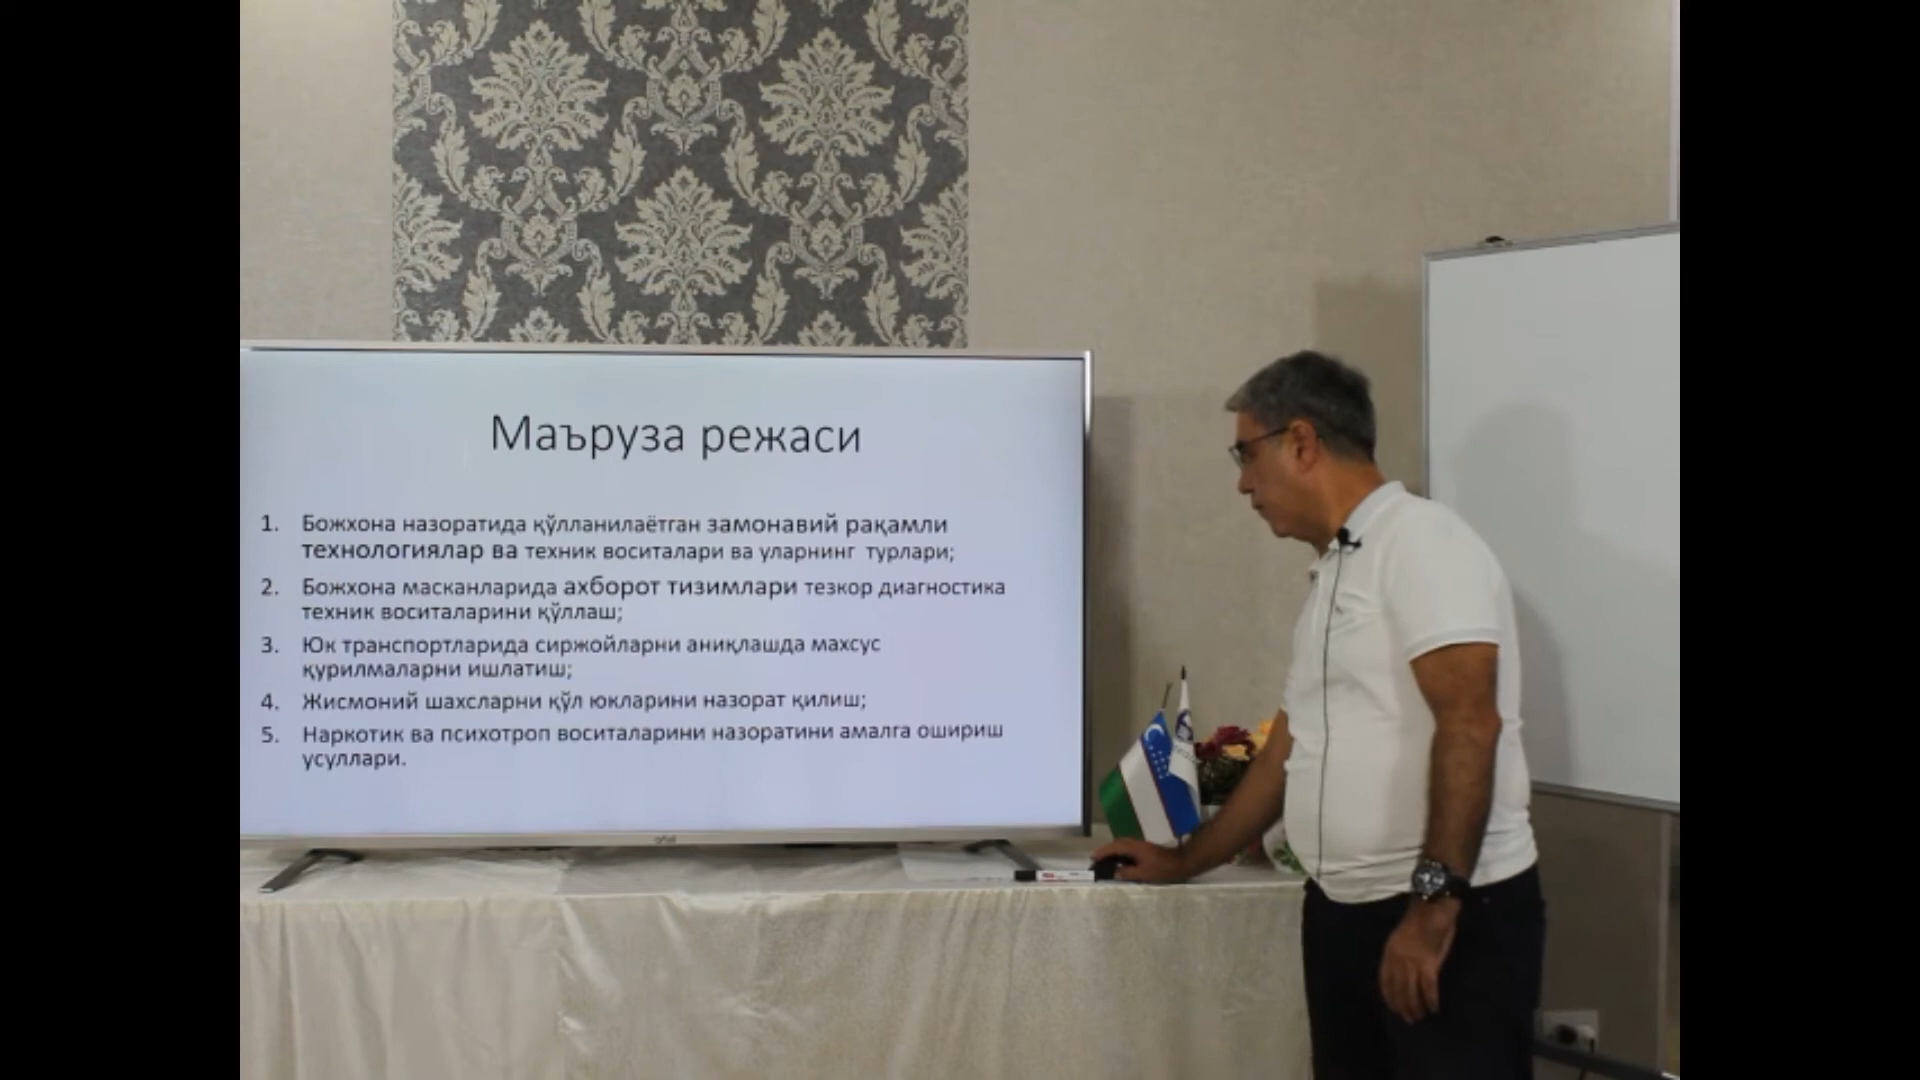 Маъруза режаси
1. Божхона назоратида қўлланилаётган замонавий рақамли
технологиялар ва техник воситалари ва уларнинг турлари;
2. Божхона масканларида ахборот тизимлари тезкор диагностика
техник воситаларини қўллаш;
3. Юк транспортларида сиржойларни аниқлашда махсус
қурилмаларни ишлатиш;
4. Жисмоний шахсларни қўл юкларини назорат қилиш;
5. Наркотик ва психотроп воситаларини назоратини амалга ошириш
усуллари.